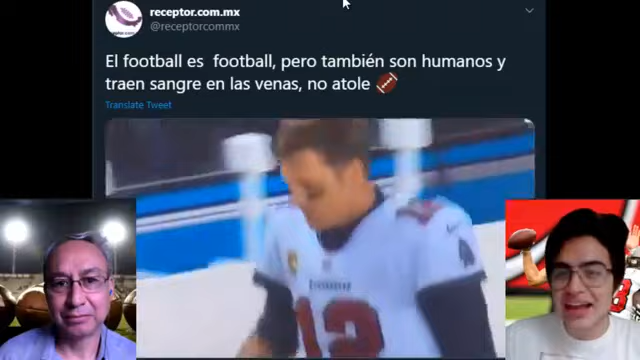 receptor.com.mx
@receptorcommx
El football es football, pero también son humanos y
traen sangre en las venas, no atole
Translate Tweet
12